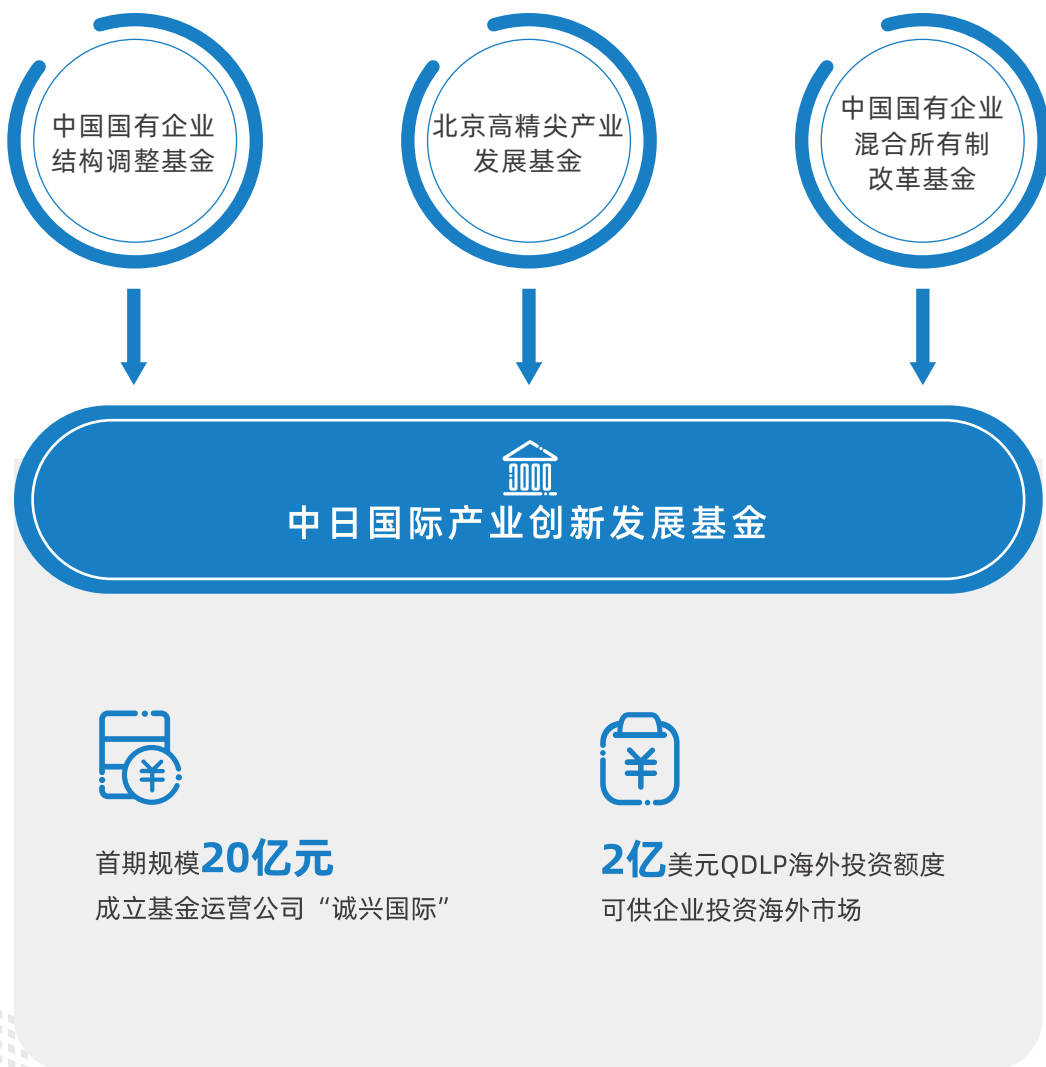 中国国有企业
结构调整基金
北京高精尖产业
发展基金
中国国有企业
混合所有制
改革基金
中日国际产业创新发展基金
首期规模20亿元
成立基金运营公司“诚兴国际”
2亿美元QDLP海外投资额度
可供企业投资海外市场